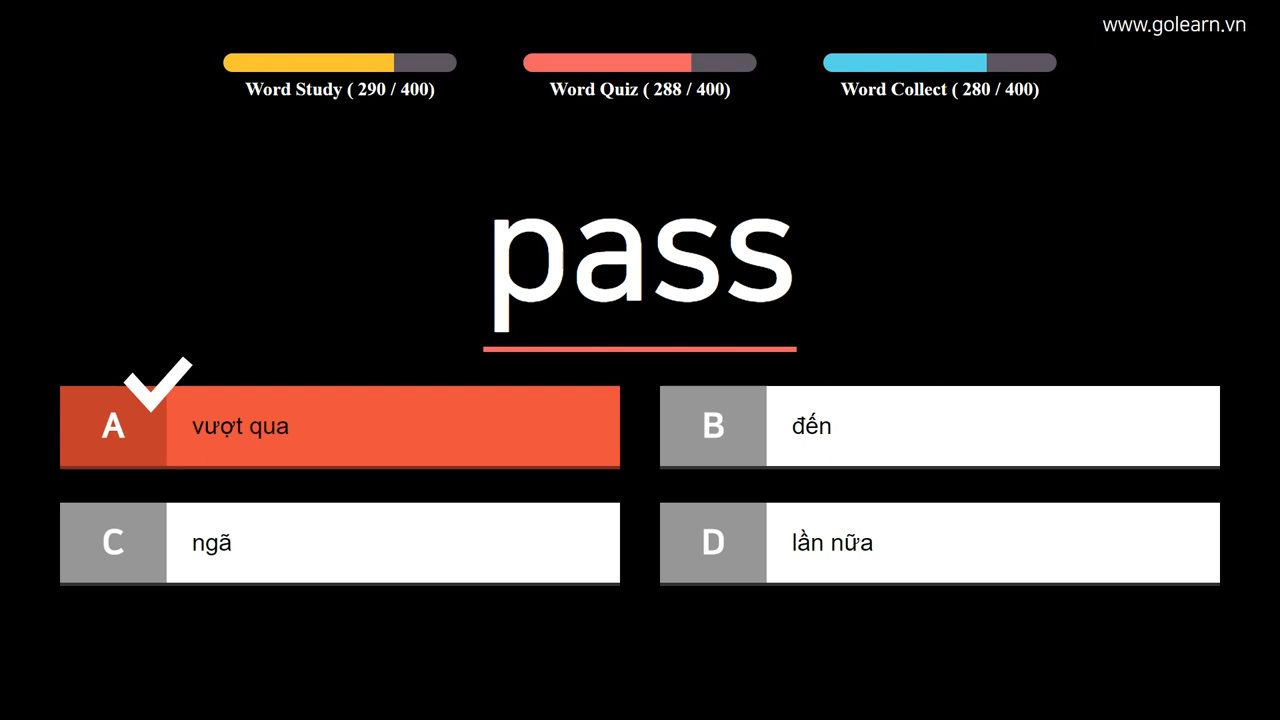 www.golearn.vn
Word Study ( 290 / 400)
Word Quiz ( 288 / 400)
Word Collect ( 280 / 400)
pass
A vượt qua
B đến
C ngã
D lần nữa